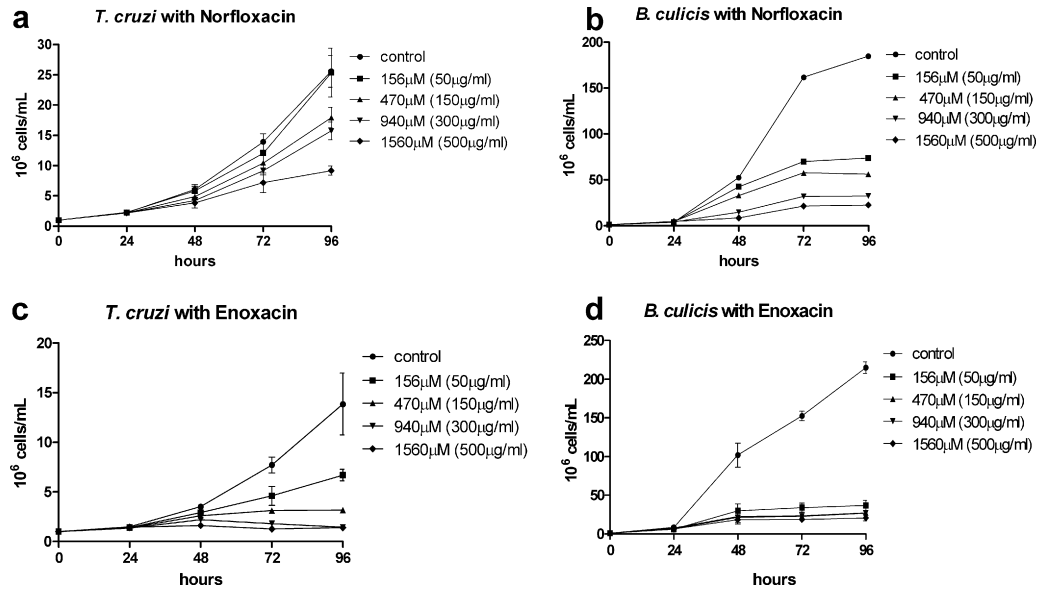 a
T. cruzi with Norfloxacin
10⁶ cells/mL
30
25
20
15
10
5
0
0 24 48 72 96
hours
control
156µM (50µg/ml)
470µM (150µg/ml)
940µM (300µg/ml)
1560µM (500µg/ml)
b
B. culicis with Norfloxacin
10⁶ cells/mL
200
150
100
50
0
0 24 48 72 96
hours
control
156µM (50µg/ml)
470µM (150µg/ml)
940µM (300µg/ml)
1560µM (500µg/ml)
c
T. cruzi with Enoxacin
10⁶ cells/mL
20
15
10
5
0
0 24 48 72 96
hours
control
156µM (50µg/ml)
470µM (150µg/ml)
940µM (300µg/ml)
1560µM (500µg/ml)
d
B. culicis with Enoxacin
10⁶ cells/mL
250
200
150
100
50
0
0 24 48 72 96
hours
control
156µM (50µg/ml)
470µM (150µg/ml)
940µM (300µg/ml)
1560µM (500µg/ml)